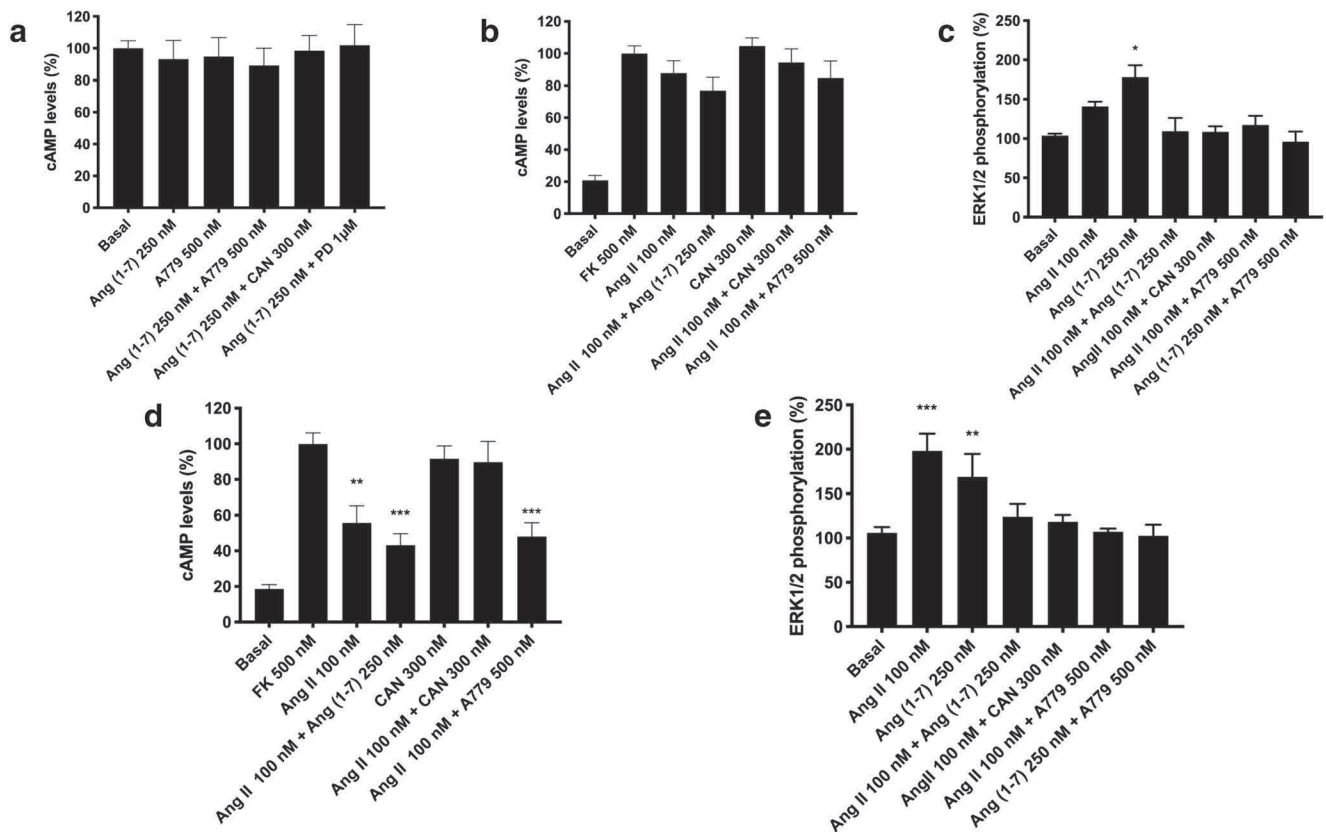 a
cAMP levels (%)
120
100
80
60
40
20
0
Basal
Ang (1-7) 250 nM
A779 500 nM
Ang (1-7) 250 nM + A779 500 nM
Ang (1-7) 250 nM + CAN 300 nM
Ang (1-7) 250 nM + PD 1µM
b
cAMP levels (%)
120
100
80
60
40
20
0
Basal
FK 500 nM
Ang II 100 nM
Ang II 100 nM + Ang (1-7) 250 nM
CAN 300 nM
Ang II 100 nM + CAN 300 nM
Ang II 100 nM + A779 500 nM
c
ERK1/2 phosphorylation (%)
250
200
150
100
50
0
*
Basal
Ang II 100 nM
Ang (1-7) 250 nM
Ang II 100 nM + Ang (1-7) 250 nM
AngII 100 nM + CAN 300 nM
Ang II 100 nM + A779 500 nM
Ang (1-7) 250 nM + A779 500 nM
d
cAMP levels (%)
120
100
80
60
40
20
0
**
***
***
Basal
FK 500 nM
Ang II 100 nM
Ang II 100 nM + Ang (1-7) 250 nM
CAN 300 nM
Ang II 100 nM + CAN 300 nM
Ang II 100 nM + A779 500 nM
e
ERK1/2 phosphorylation (%)
250
200
150
100
50
0
***
**
Basal
Ang II 100 nM
Ang (1-7) 250 nM
Ang II 100 nM + Ang (1-7) 250 nM
AngII 100 nM + CAN 300 nM
Ang II 100 nM + A779 500 nM
Ang (1-7) 250 nM + A779 500 nM